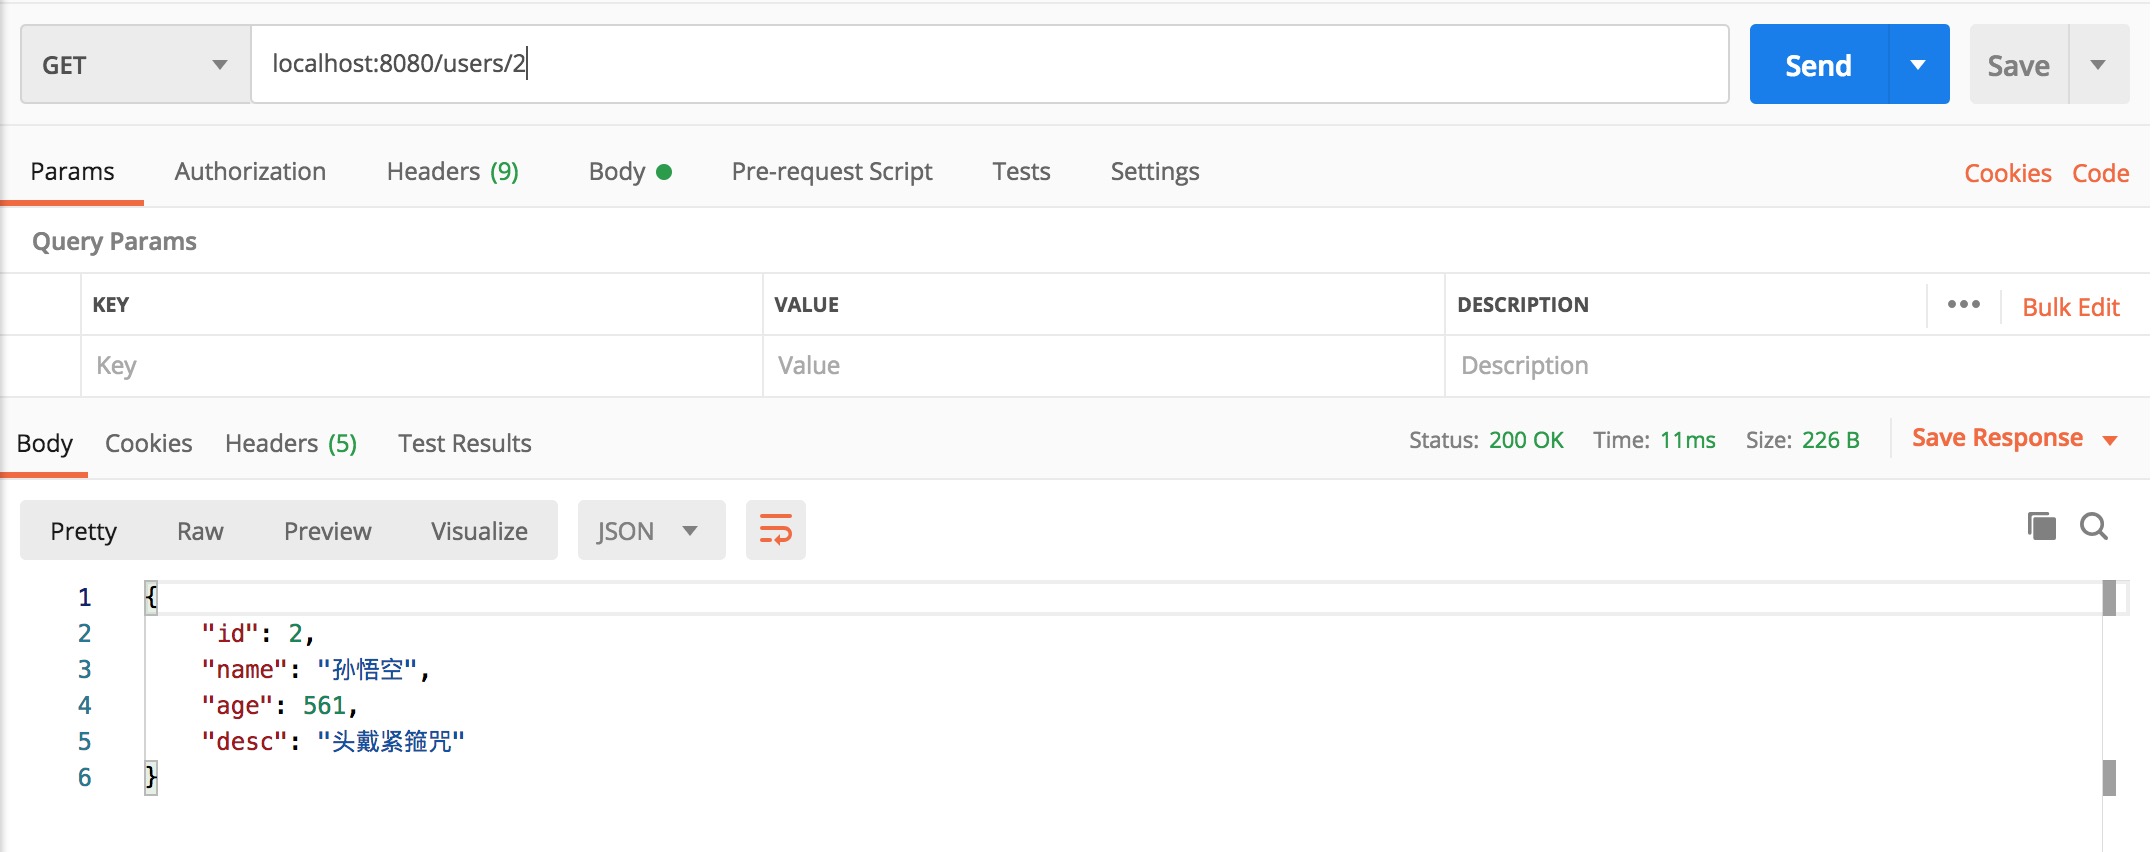 GET localhost:8080/users/2 Send Save
Params Authorization Headers (9) Body Pre-request Script Tests Settings Cookies Code
Query Params
KEY VALUE DESCRIPTION ••• Bulk Edit
Key Value Description
Body Cookies Headers (5) Test Results Status: 200 OK Time: 11ms Size: 226 B Save Response
Pretty Raw Preview Visualize JSON
1 {
2 "id": 2,
3 "name": "孙悟空",
4 "age": 561,
5 "desc": "头戴紧箍咒"
6 }